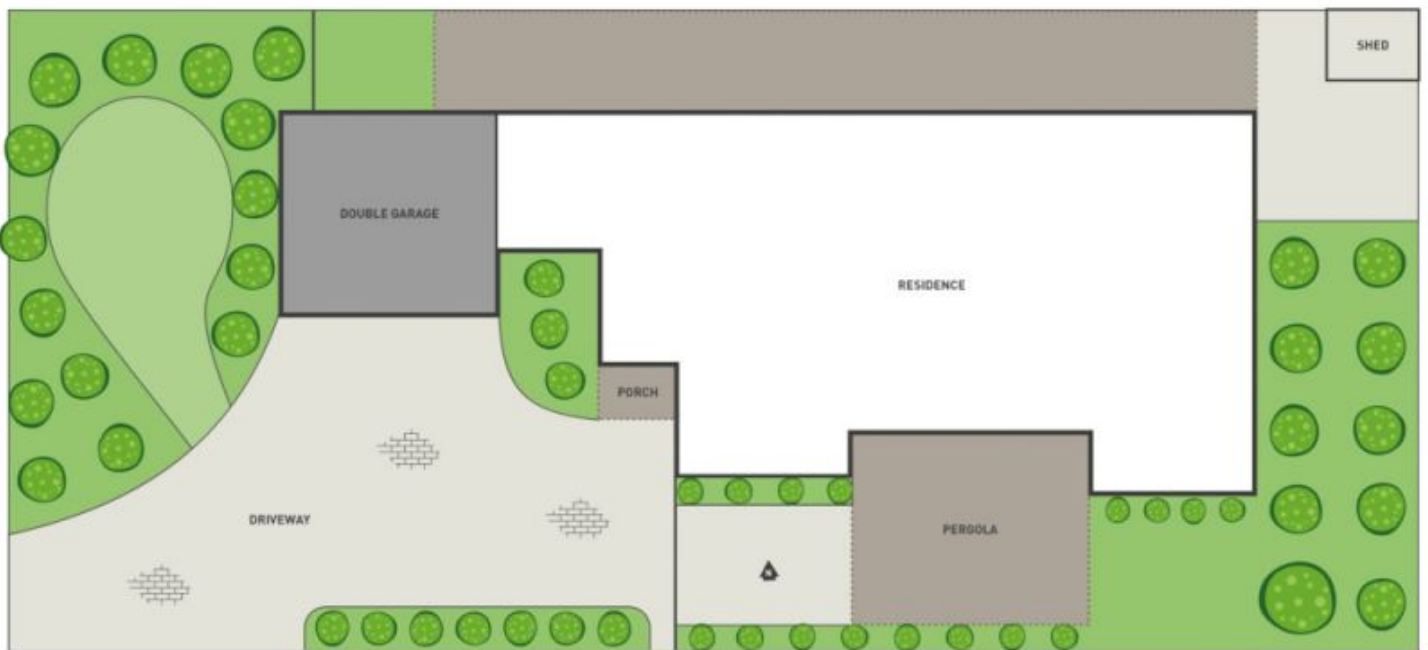 SHED
DOUBLE GARAGE
RESIDENCE
PORCH
DRIVEWAY
PERGOLA